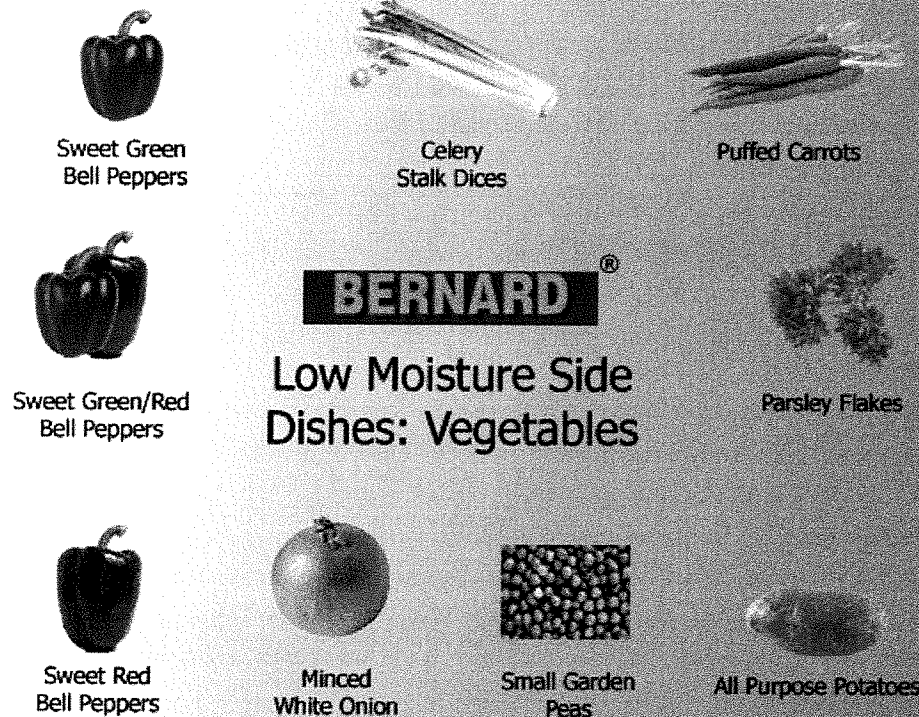 Sweet Green
Bell Peppers
Celery
Stalk Dices
Puffed Carrots
BERNARD®
Low Moisture Side
Dishes: Vegetables
Sweet Green/Red
Bell Peppers
Parsley Flakes
Sweet Red
Bell Peppers
Minced
White Onion
Small Garden
Peas
All Purpose Potatoes